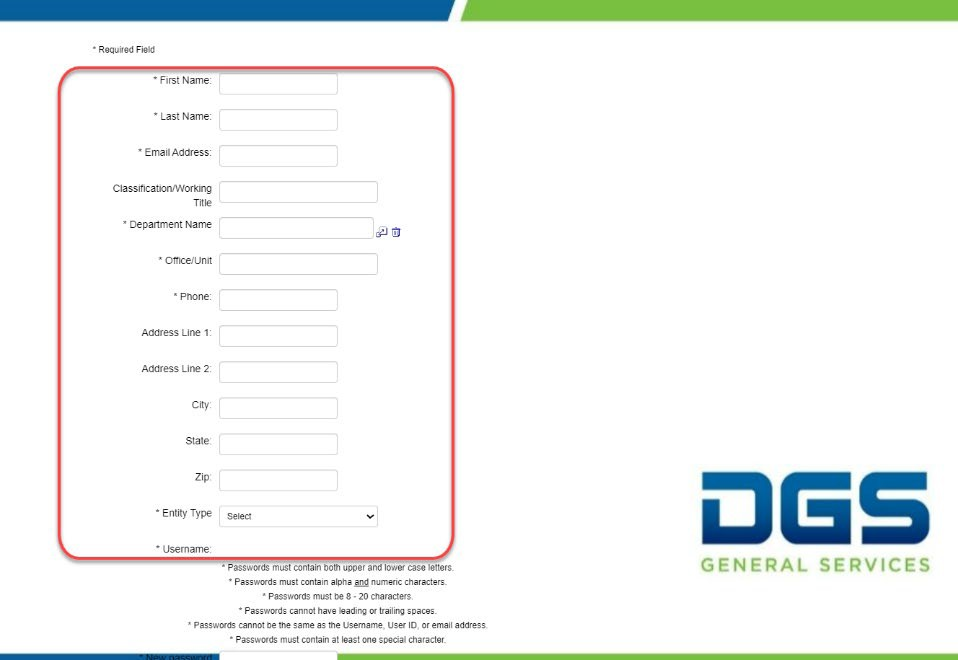 * Required Field
* First Name:
* Last Name:
* Email Address:
Classification/Working
Title
* Department Name
* Office/Unit
* Phone:
Address Line 1:
Address Line 2:
City:
State:
Zip:
* Entity Type
Select
* Username:
* Passwords must contain both upper and lower case letters.
* Passwords must contain alpha and numeric characters.
* Passwords must be 8 - 20 characters.
* Passwords cannot have leading or trailing spaces.
* Passwords cannot be the same as the Username, User ID, or email address.
* Passwords must contain at least one special character.
* New password
DGS
GENERAL SERVICES